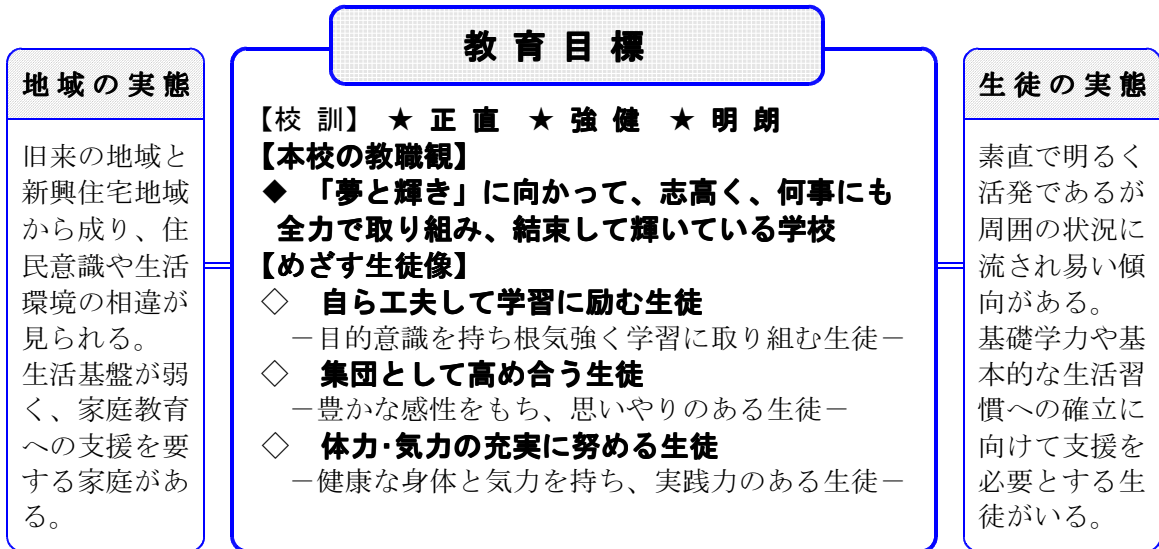 地域の実態
旧来の地域と
新興住宅地域
から成り、住
民意識や生活
環境の相違が
見られる。
生活基盤が弱
く、家庭教育
への支援を要
する家庭があ
る。
教育目標
【校 訓】 ★ 正 直 ★ 強 健 ★ 明 朗
【本校の教職観】
◆ 「夢と輝き」に向かって、志高く、何事にも
全力で取り組み、結束して輝いている学校
【めざす生徒像】
◇ 自ら工夫して学習に励む生徒
－目的意識を持ち根気強く学習に取り組む生徒－
◇ 集団として高め合う生徒
－豊かな感性をもち、思いやりのある生徒－
◇ 体力・気力の充実に努める生徒
－健康な身体と気力を持ち、実践力のある生徒－
生徒の実態
素直で明るく
活発であるが
周囲の状況に
流され易い傾
向がある。
基礎学力や基
本的な生活習
慣への確立に
向けて支援を
必要とする生
徒がいる。